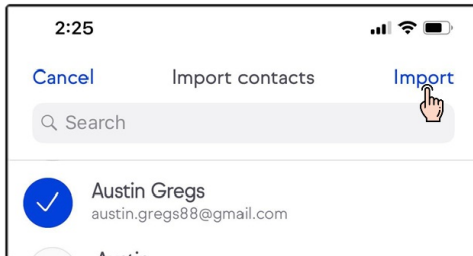 2:25
Cancel Import contacts Import
Search
Austin Gregs
austin.gregs88@gmail.com